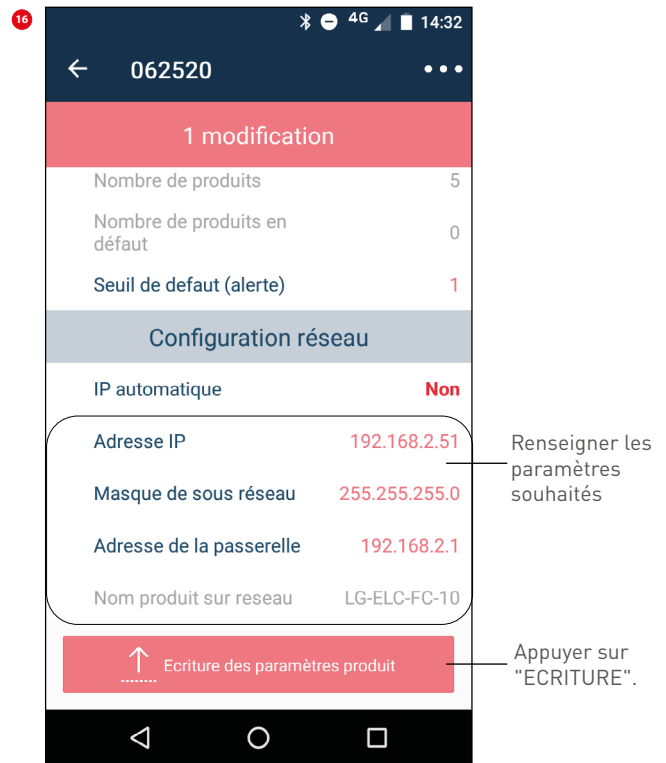 16
4G 14:32
062520
1 modification
Nombre de produits 5
Nombre de produits en
défaut 0
Seuil de defaut (alerte) 1
Configuration réseau
IP automatique Non
Adresse IP 192.168.2.51
Masque de sous réseau 255.255.255.0
Adresse de la passerelle 192.168.2.1
Nom produit sur reseau LG-ELC-FC-10
Renseigner les
paramètres
souhaités
Ecriture des paramètres produit
Appuyer sur
"ECRITURE".